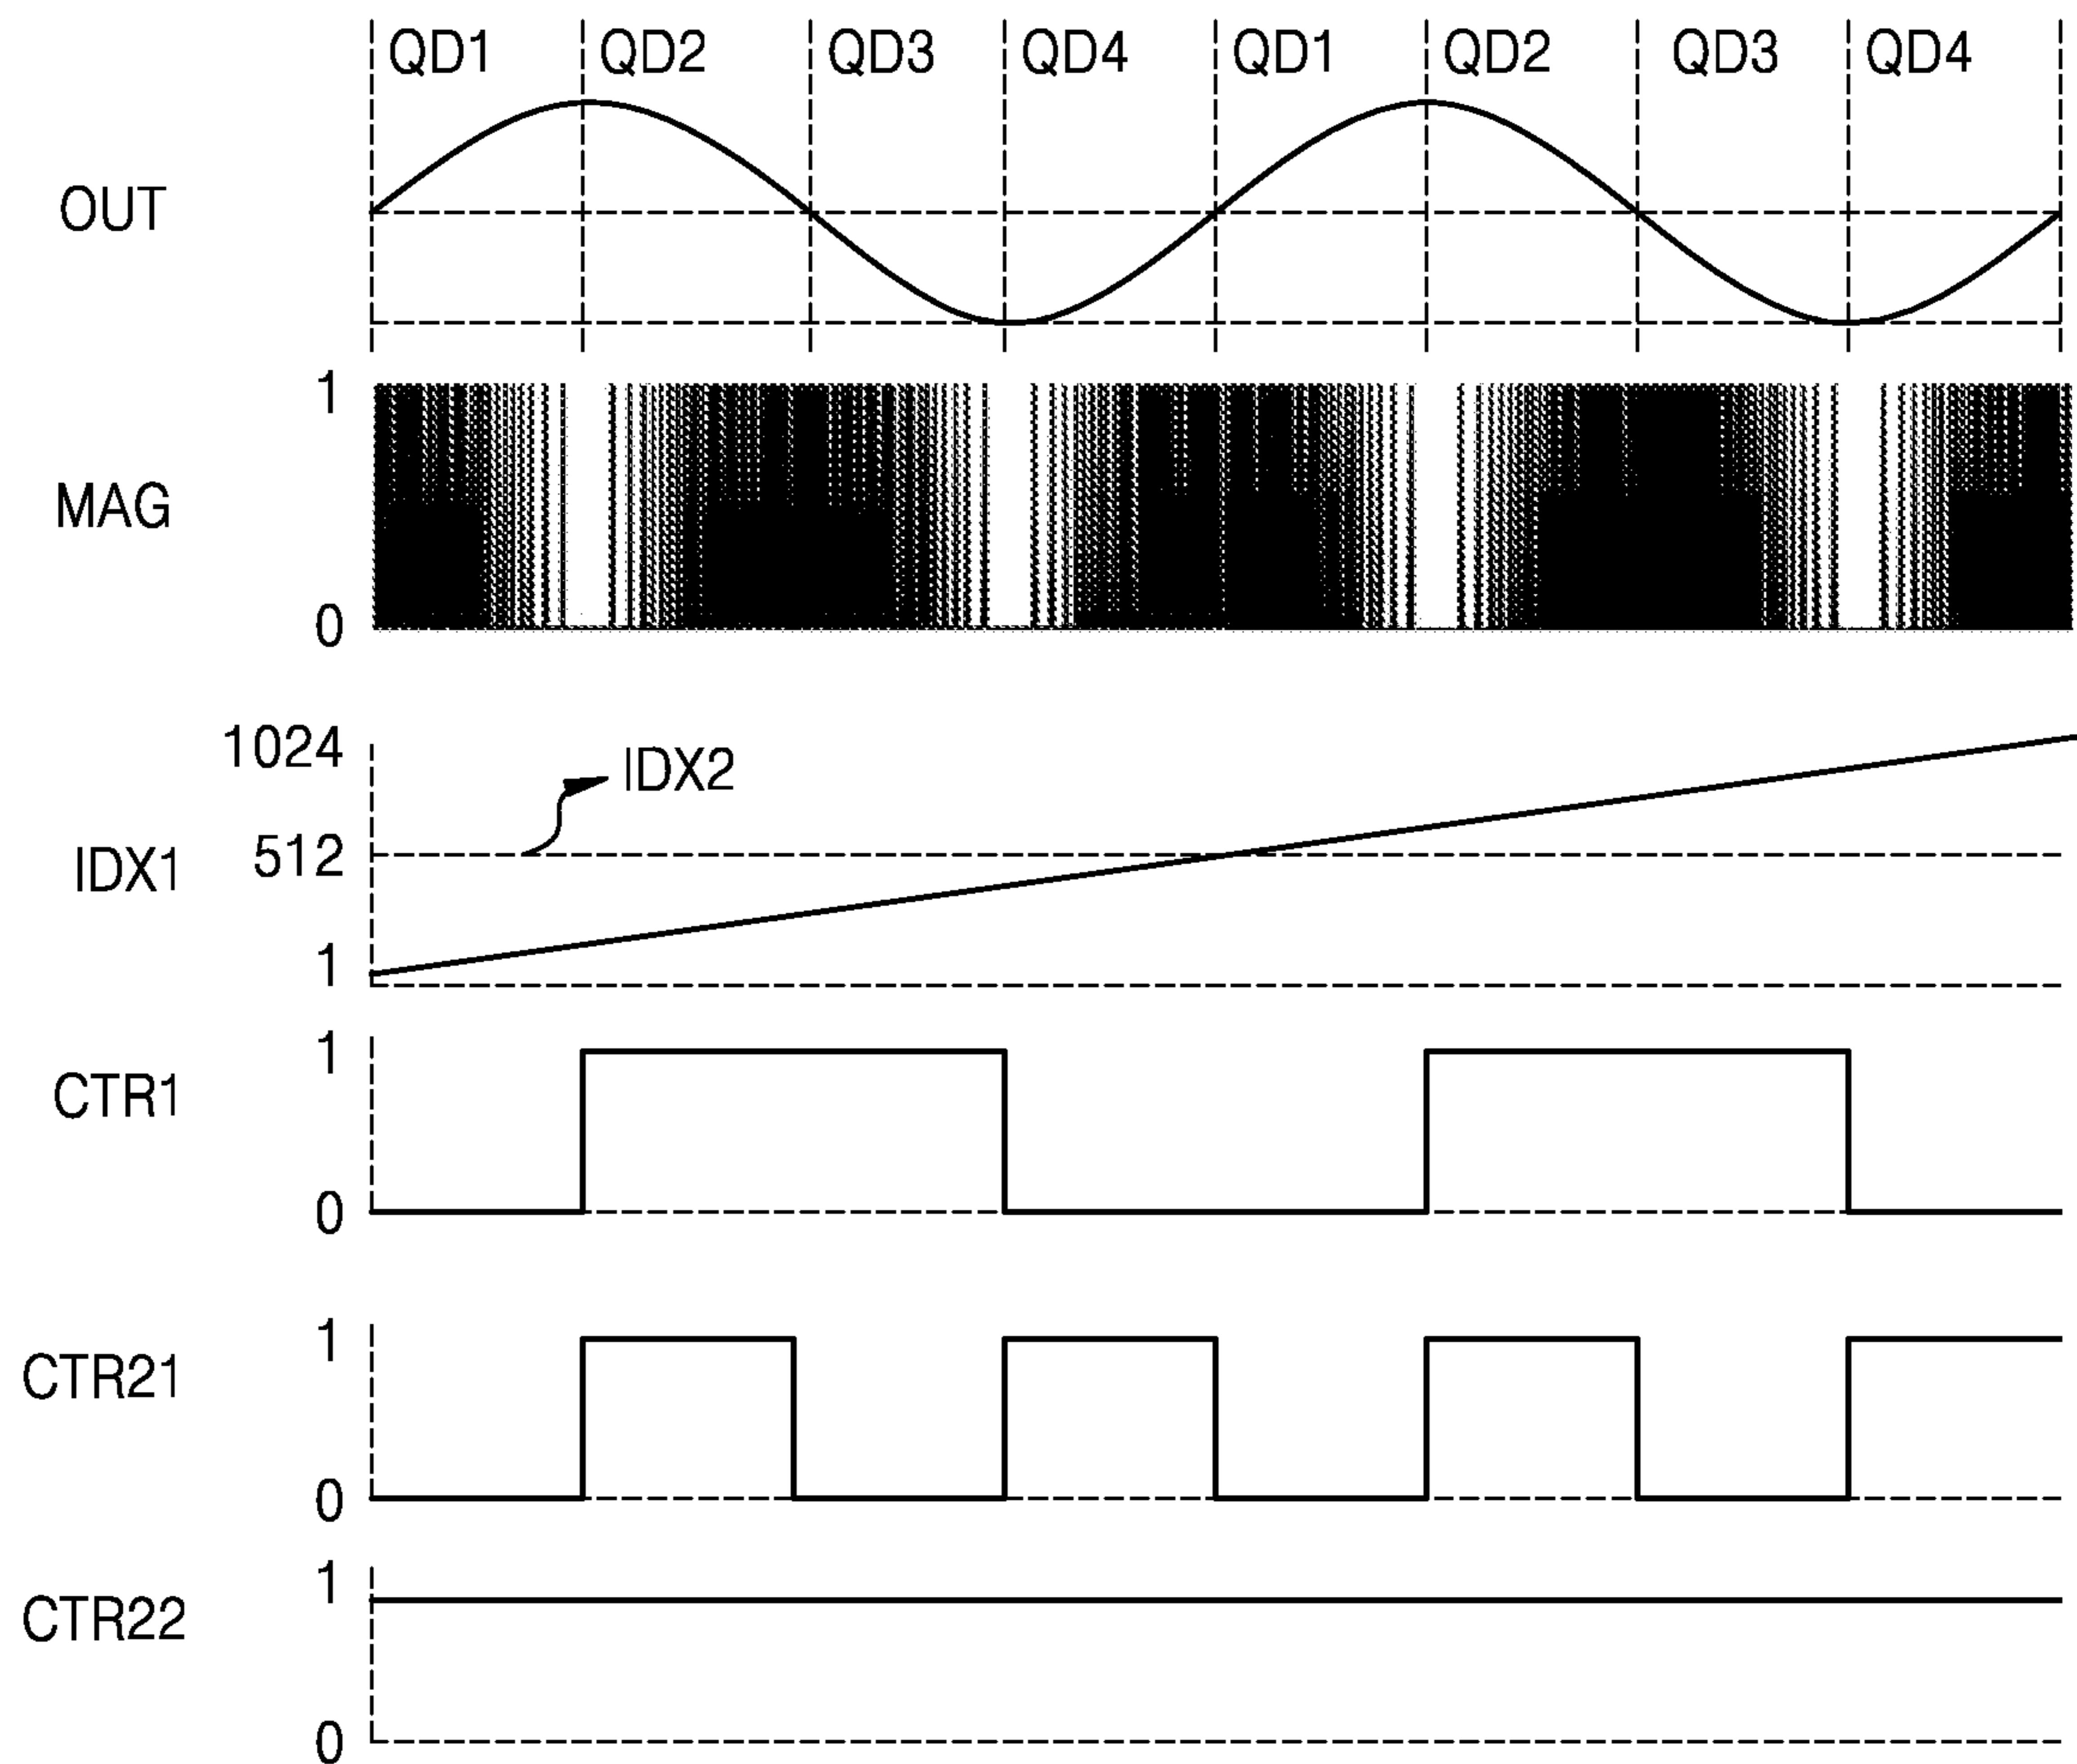 QD1 QD2 QD3 QD4 QD1 QD2 QD3 QD4
OUT
1
MAG
0
1024
IDX2
512
IDX1
1
1
CTR1
0
1
CTR21
0
1
CTR22
0